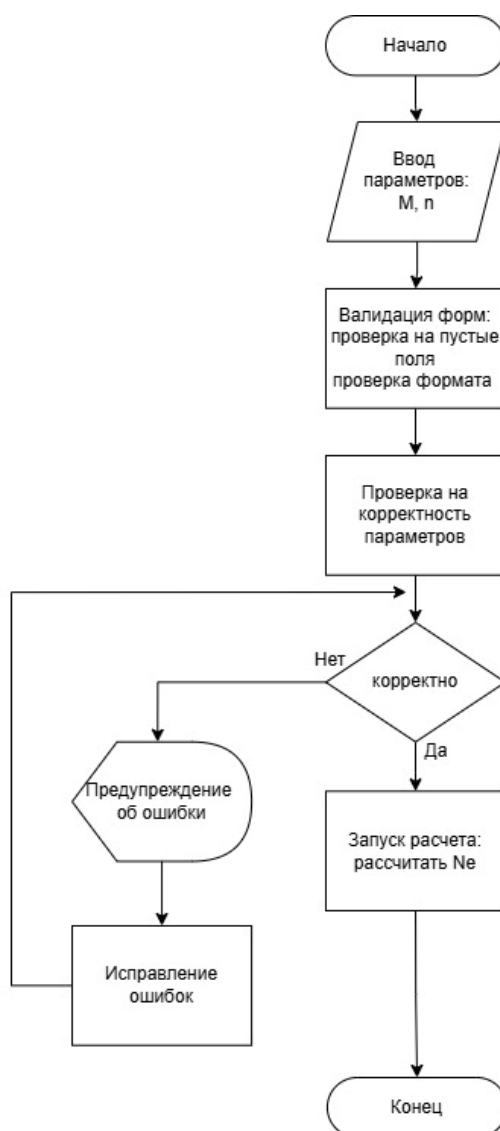 Начало
Ввод
параметров:
M, n
Валидация форм:
проверка на пустые
поля
проверка формата
Проверка на
корректность
параметров
Нет
корректно
Да
Предупреждение
об ошибки
Запуск расчета:
рассчитать Ne
Исправление
ошибок
Конец